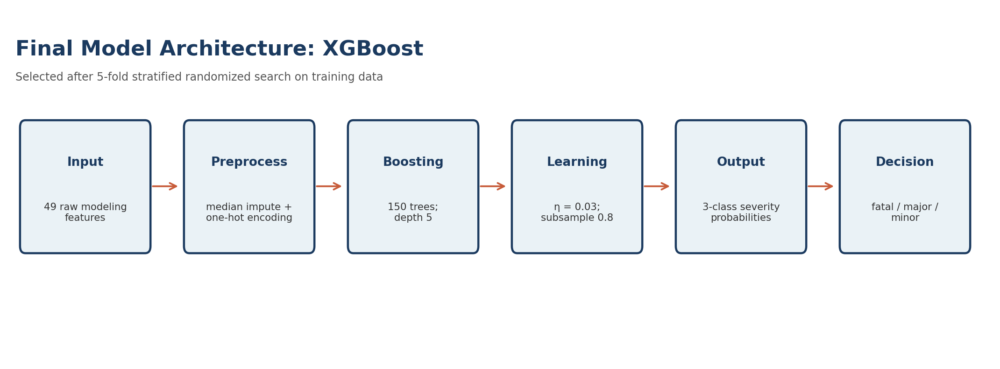 Final Model Architecture: XGBoost
Selected after 5-fold stratified randomized search on training data
Input
49 raw modeling
features
Preprocess
median impute +
one-hot encoding
Boosting
150 trees;
depth 5
Learning
η = 0.03;
subsample 0.8
Output
3-class severity
probabilities
Decision
fatal / major /
minor